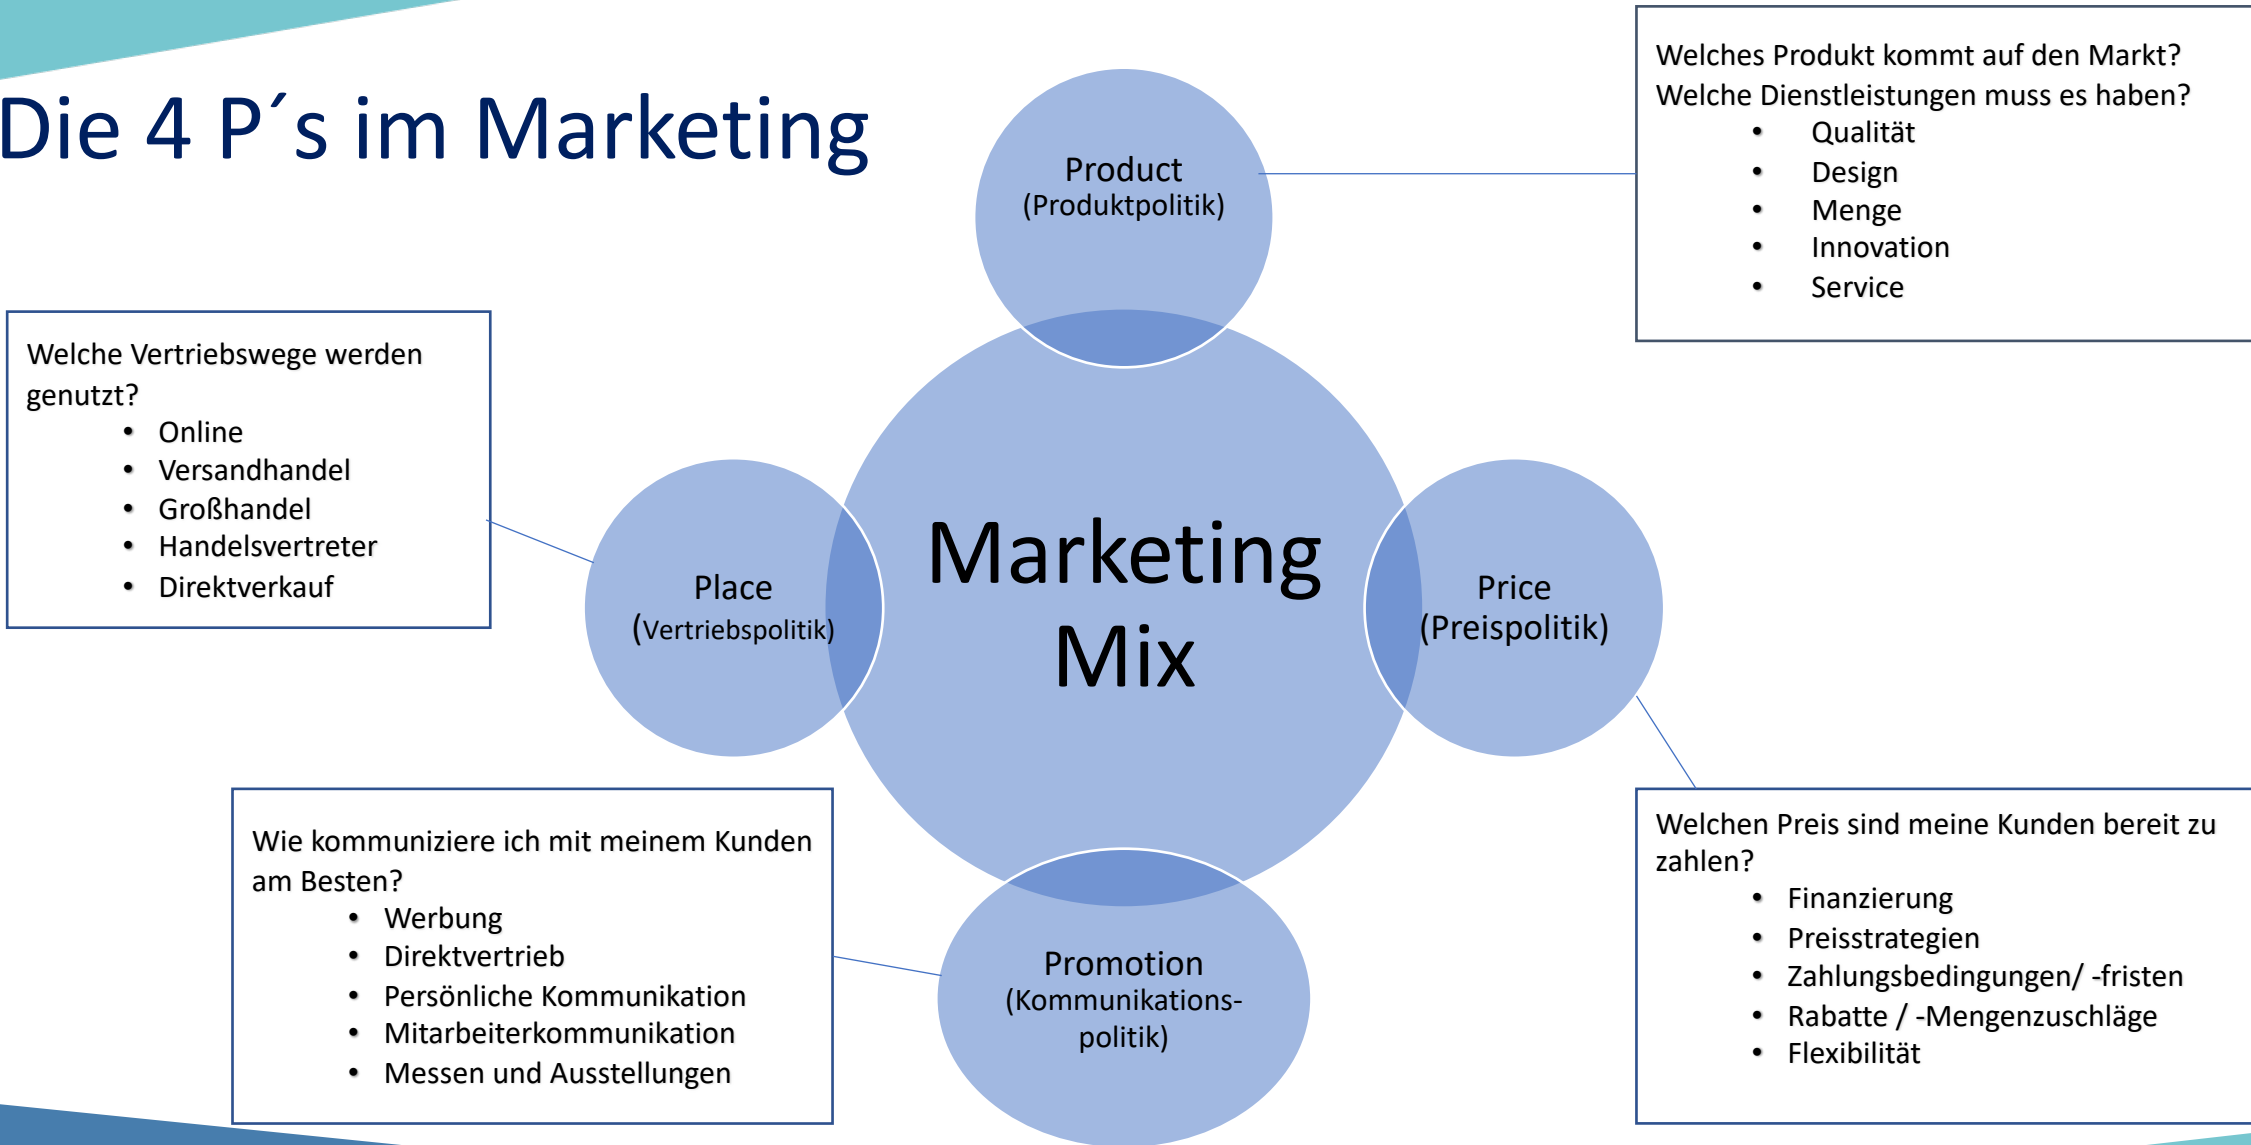 Die 4 P´s im Marketing
Product
(Produktpolitik)
Welches Produkt kommt auf den Markt?
Welche Dienstleistungen muss es haben?
• Qualität
• Design
• Menge
• Innovation
• Service
Welche Vertriebswege werden
genutzt?
• Online
• Versandhandel
• Großhandel
• Handelsvertreter
• Direktverkauf
Place
(Vertriebspolitik)
Marketing
Mix
Price
(Preispolitik)
Wie kommuniziere ich mit meinem Kunden
am Besten?
• Werbung
• Direktvertrieb
• Persönliche Kommunikation
• Mitarbeiterkommunikation
• Messen und Ausstellungen
Promotion
(Kommunikations-
politik)
Welchen Preis sind meine Kunden bereit zu
zahlen?
• Finanzierung
• Preisstrategien
• Zahlungsbedingungen/ -fristen
• Rabatte / -Mengenzuschläge
• Flexibilität